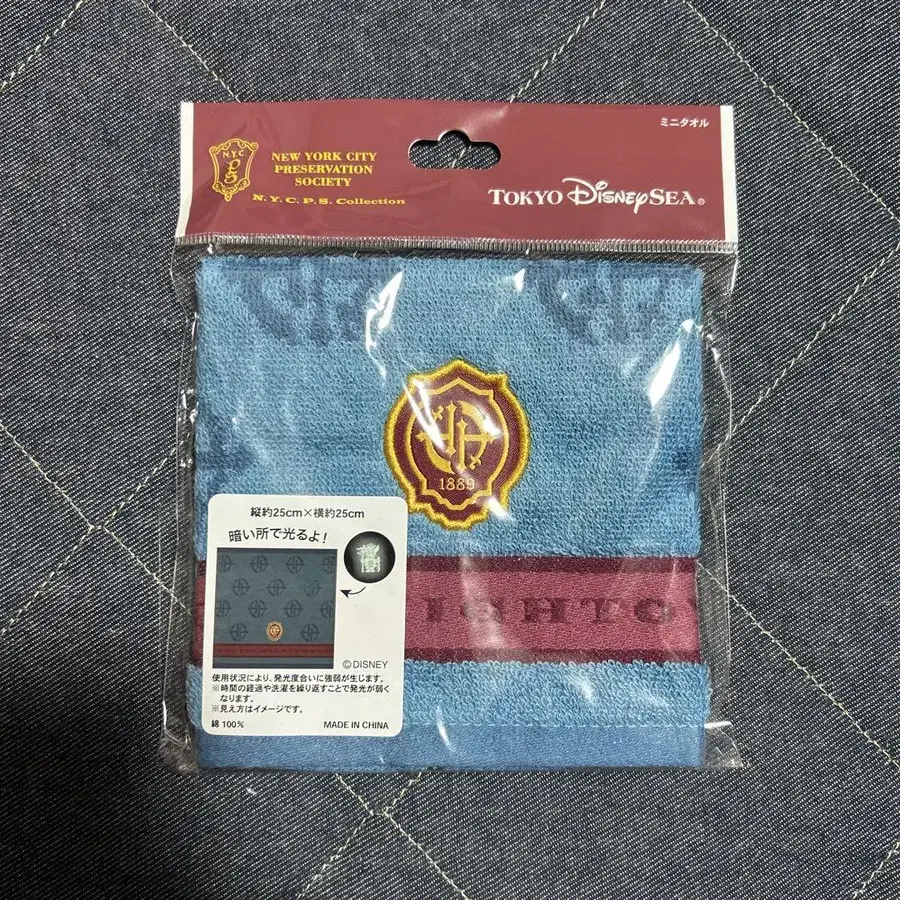 N.Y.C.
PS
NEW YORK CITY
PRESERVATION
SOCIETY
N.Y.C.P.S. Collection
ミニタオル
TOKYO DISNEY SEA®
1889
IGHTO
縦約25cm×横約25cm
暗い所で光るよ!
©DISNEY
使用状況により、発光度合いに強弱が生じます。
※時間の経過や洗濯を繰り返すことで発光が弱く
なります。
※見え方はイメージです。
綿 100%
MADE IN CHINA